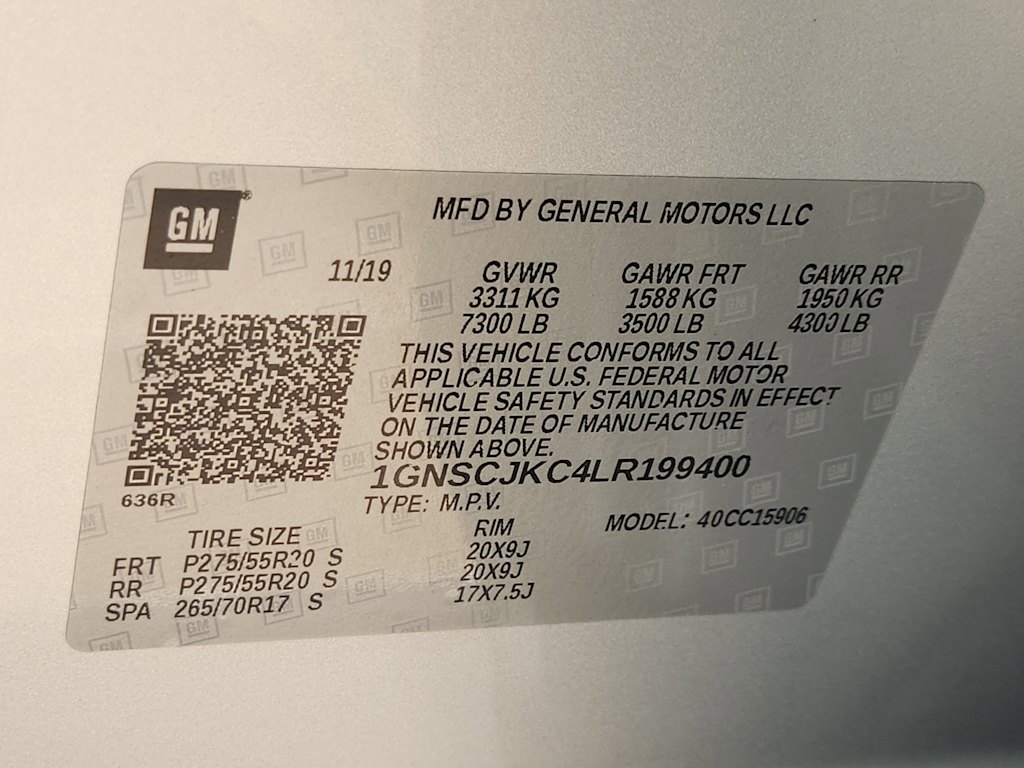 GM
MFD BY GENERAL MOTORS LLC
11/19
GVWR GAWR FRT GAWR RR
3311 KG 1588 KG 1950 KG
7300 LB 3500 LB 4300 LB
THIS VEHICLE CONFORMS TO ALL
APPLICABLE U.S. FEDERAL MOTOR
VEHICLE SAFETY STANDARDS IN EFFECT
ON THE DATE OF MANUFACTURE
SHOWN ABOVE.
1GNSCJKC4LR199400
636R
TYPE: M.P.V.
MODEL: 40CC15906
TIRE SIZE RIM
FRT P275/55R20 S 20X9J
RR P275/55R20 S 20X9J
SPA 265/70R17 S 17X7.5J